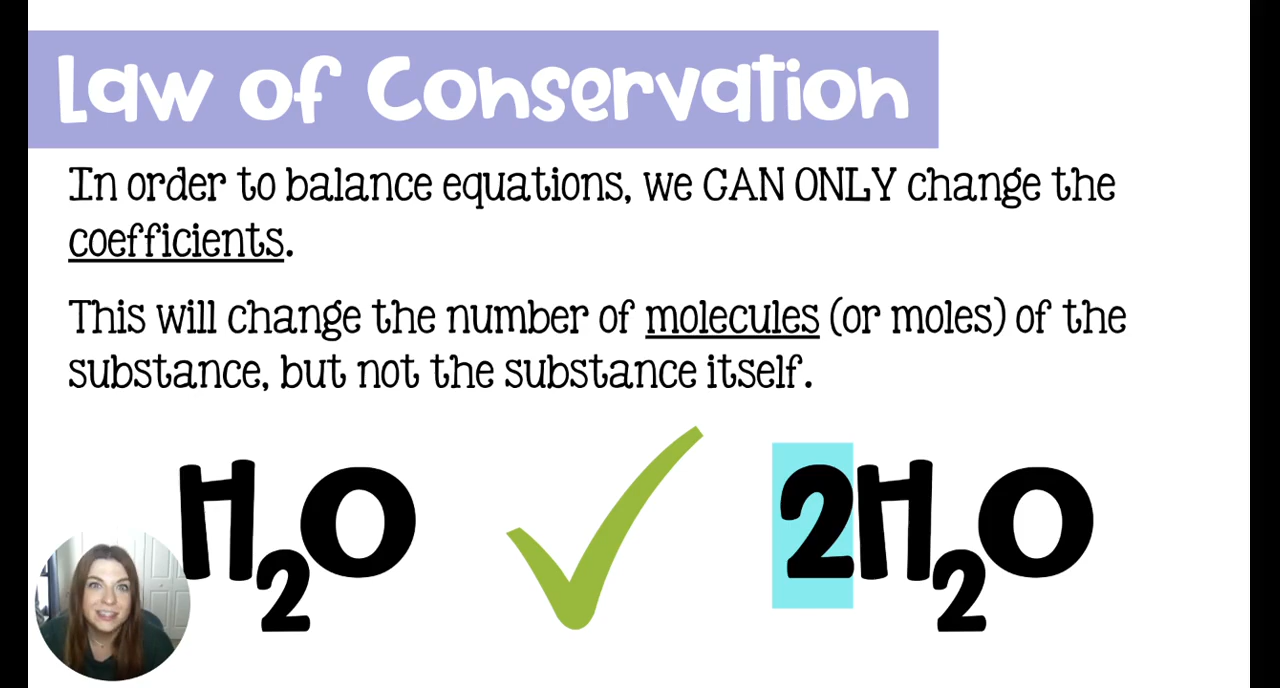 Law of Conservation
In order to balance equations, we CAN ONLY change the
coefficients.
This will change the number of molecules (or moles) of the
substance, but not the substance itself.
H₂O 2H₂O